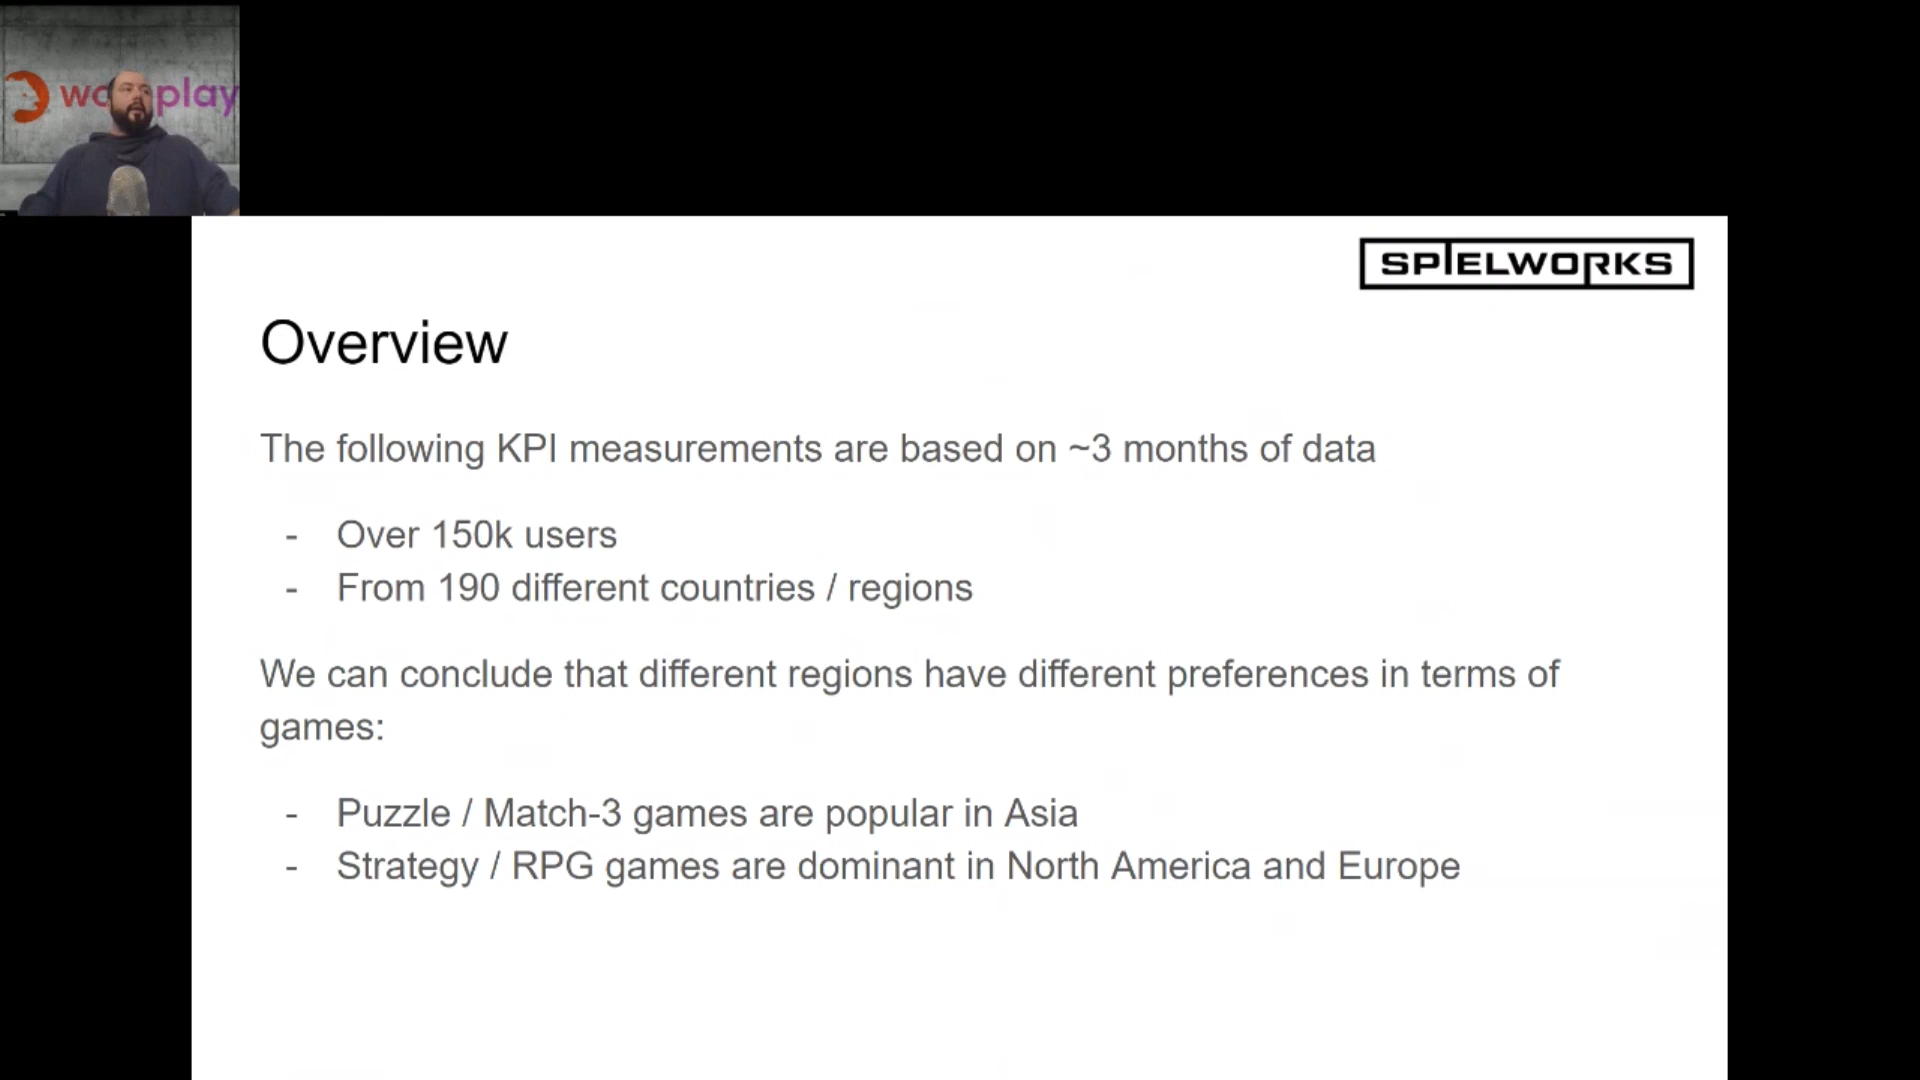 play
SPIELWORKS
Overview
The following KPI measurements are based on ~3 months of data
- Over 150k users
- From 190 different countries / regions
We can conclude that different regions have different preferences in terms of
games:
- Puzzle / Match-3 games are popular in Asia
- Strategy / RPG games are dominant in North America and Europe